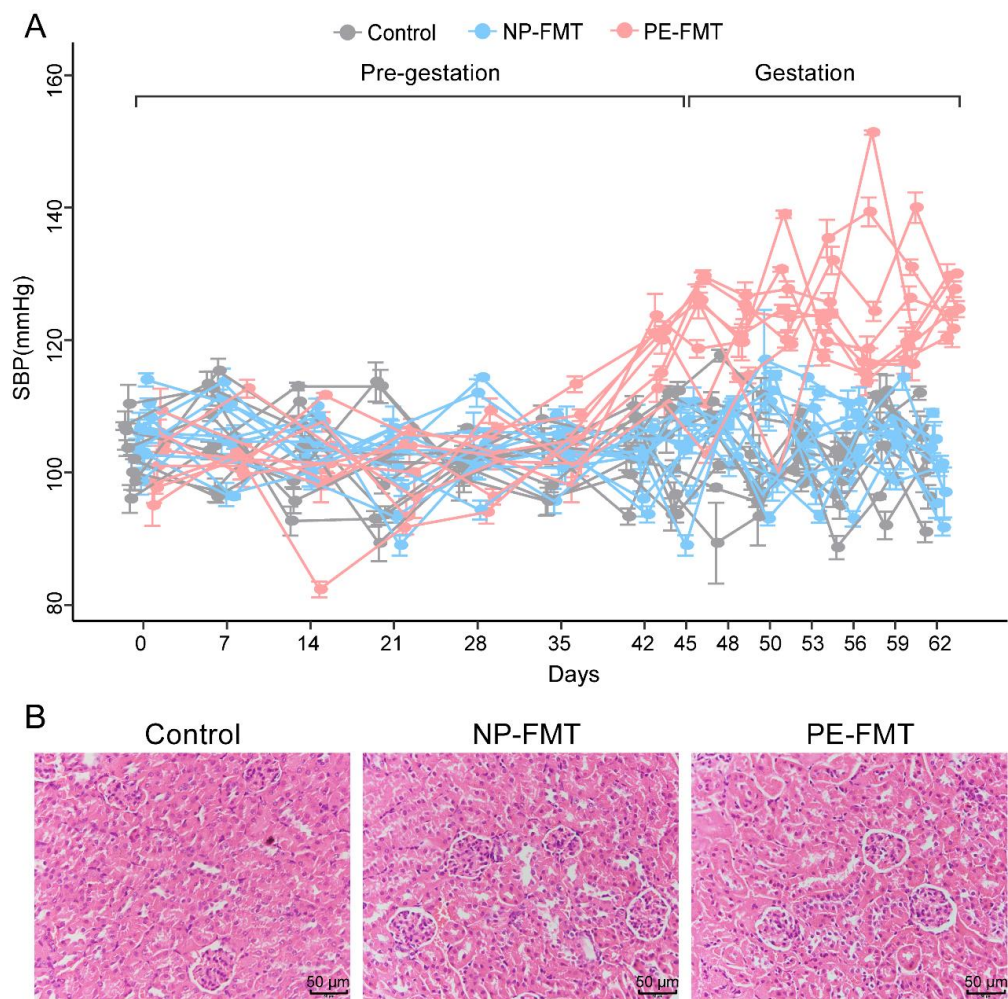 A
Control NP-FMT PE-FMT
Pre-gestation Gestation
160
140
120
100
80
SBP(mmHg)
0 7 14 21 28 35 42 45 48 50 53 56 59 62
Days
B
Control NP-FMT PE-FMT
50 µm 50 µm 50 µm